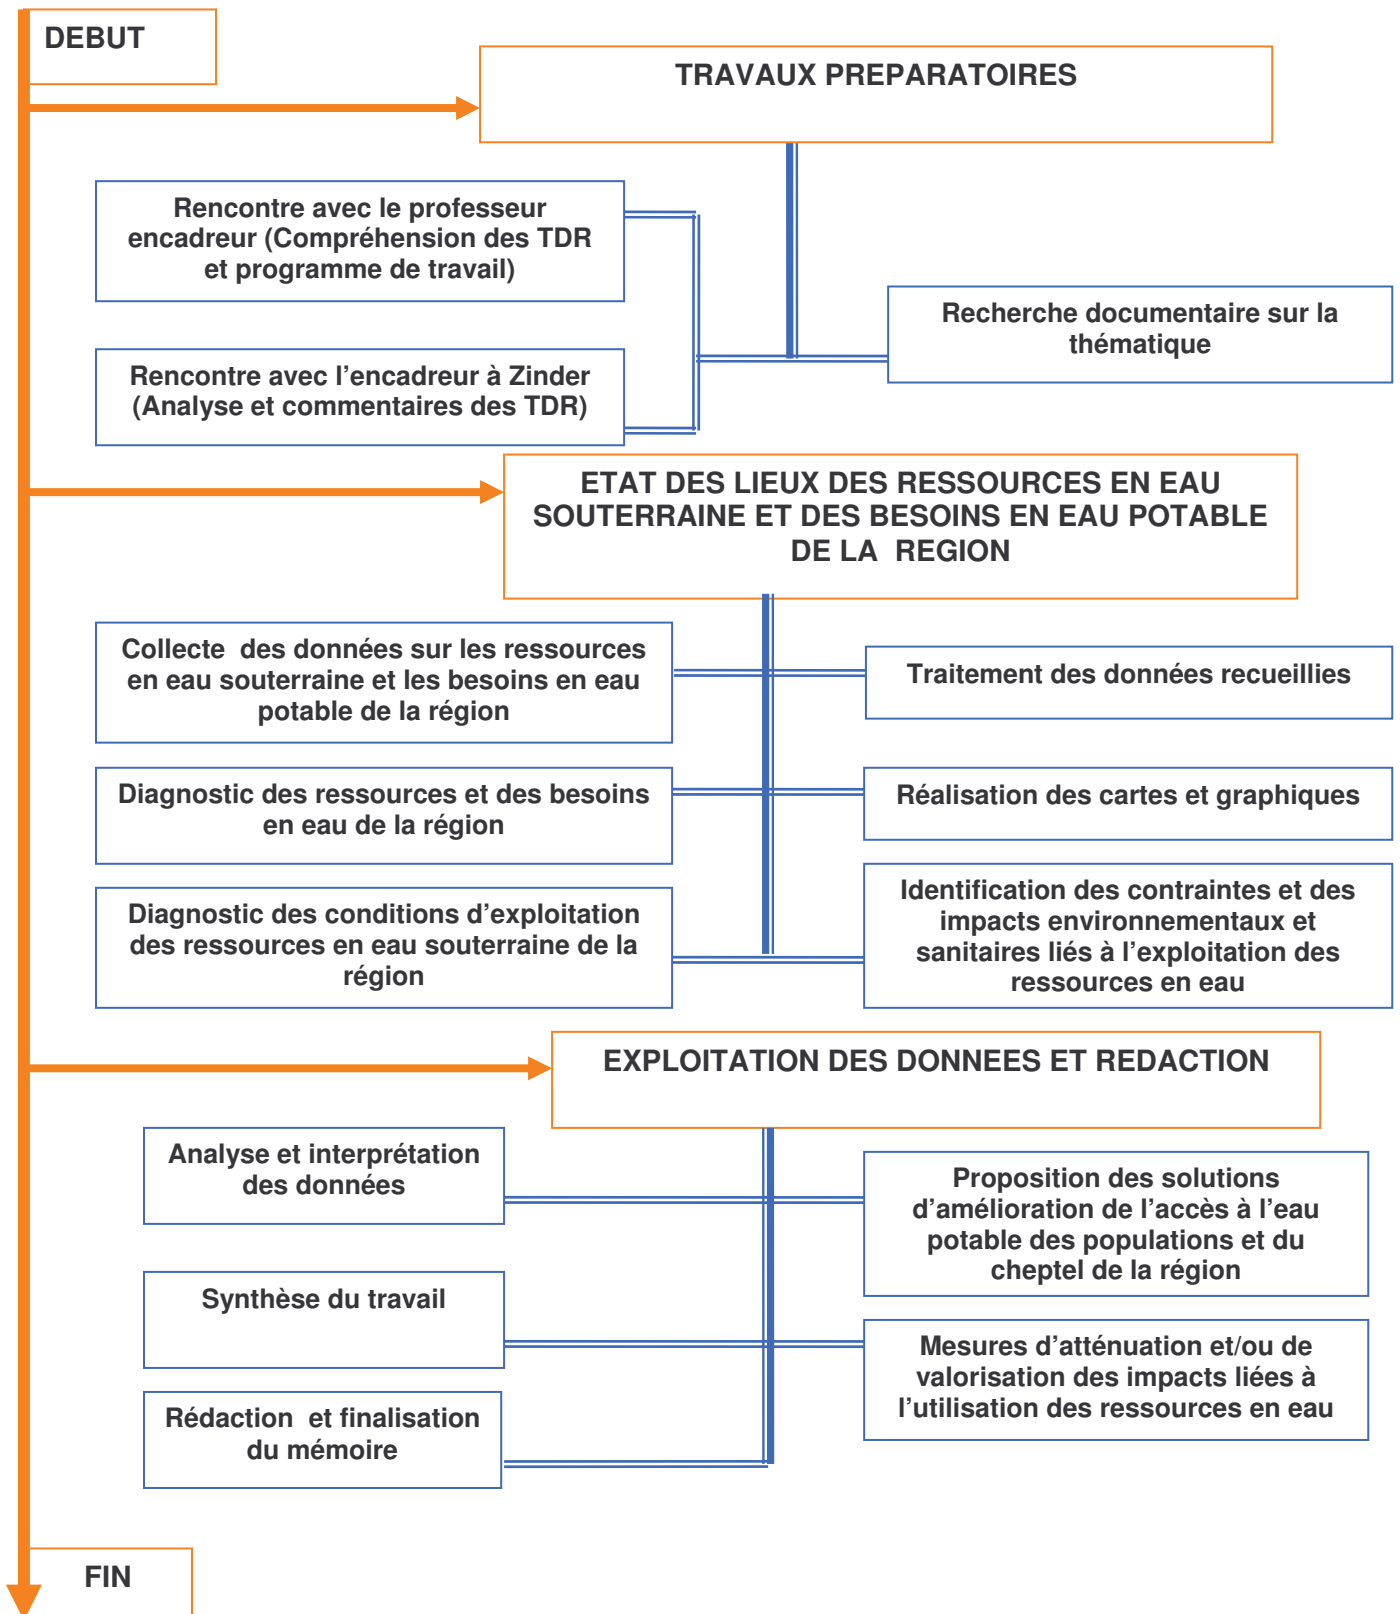 DEBUT
TRAVAUX PREPARATOIRES
Rencontre avec le professeur
encadreur (Compréhension des TDR
et programme de travail)
Recherche documentaire sur la
thématique
Rencontre avec l’encadreur à Zinder
(Analyse et commentaires des TDR)
ETAT DES LIEUX DES RESSOURCES EN EAU
SOUTERRAINE ET DES BESOINS EN EAU POTABLE
DE LA REGION
Collecte des données sur les ressources
en eau souterraine et les besoins en eau
potable de la région
Traitement des données recueillies
Diagnostic des ressources et des besoins
en eau de la région
Réalisation des cartes et graphiques
Diagnostic des conditions d’exploitation
des ressources en eau souterraine de la
région
Identification des contraintes et des
impacts environnementaux et
sanitaires liés à l’exploitation des
ressources en eau
EXPLOITATION DES DONNEES ET REDACTION
Analyse et interprétation
des données
Proposition des solutions
d’amélioration de l’accès à l’eau
potable des populations et du
cheptel de la région
Synthèse du travail
Mesures d’atténuation et/ou de
valorisation des impacts liées à
l’utilisation des ressources en eau
Rédaction et finalisation
du mémoire
FIN